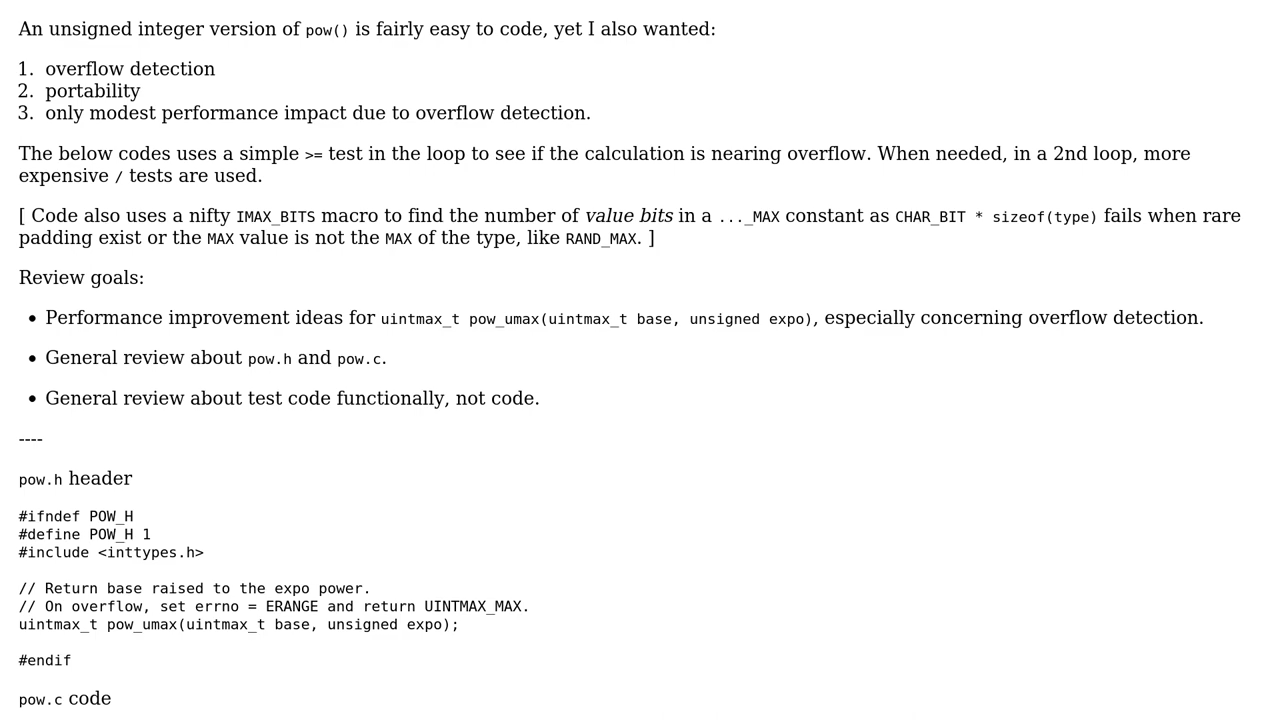 An unsigned integer version of pow() is fairly easy to code, yet I also wanted:
1. overflow detection
2. portability
3. only modest performance impact due to overflow detection.
The below codes uses a simple >= test in the loop to see if the calculation is nearing overflow. When needed, in a 2nd loop, more
expensive / tests are used.
[ Code also uses a nifty IMAX_BITS macro to find the number of value bits in a ..._MAX constant as CHAR_BIT * sizeof(type) fails when rare
padding exist or the MAX value is not the MAX of the type, like RAND_MAX. ]
Review goals:
• Performance improvement ideas for uintmax_t pow_umax(uintmax_t base, unsigned expo), especially concerning overflow detection.
• General review about pow.h and pow.c.
• General review about test code functionally, not code.
----
pow.h header
#ifndef POW_H
#define POW_H 1
#include <inttypes.h>
// Return base raised to the expo power.
// On overflow, set errno = ERANGE and return UINTMAX_MAX.
uintmax_t pow_umax(uintmax_t base, unsigned expo);
#endif
pow.c code